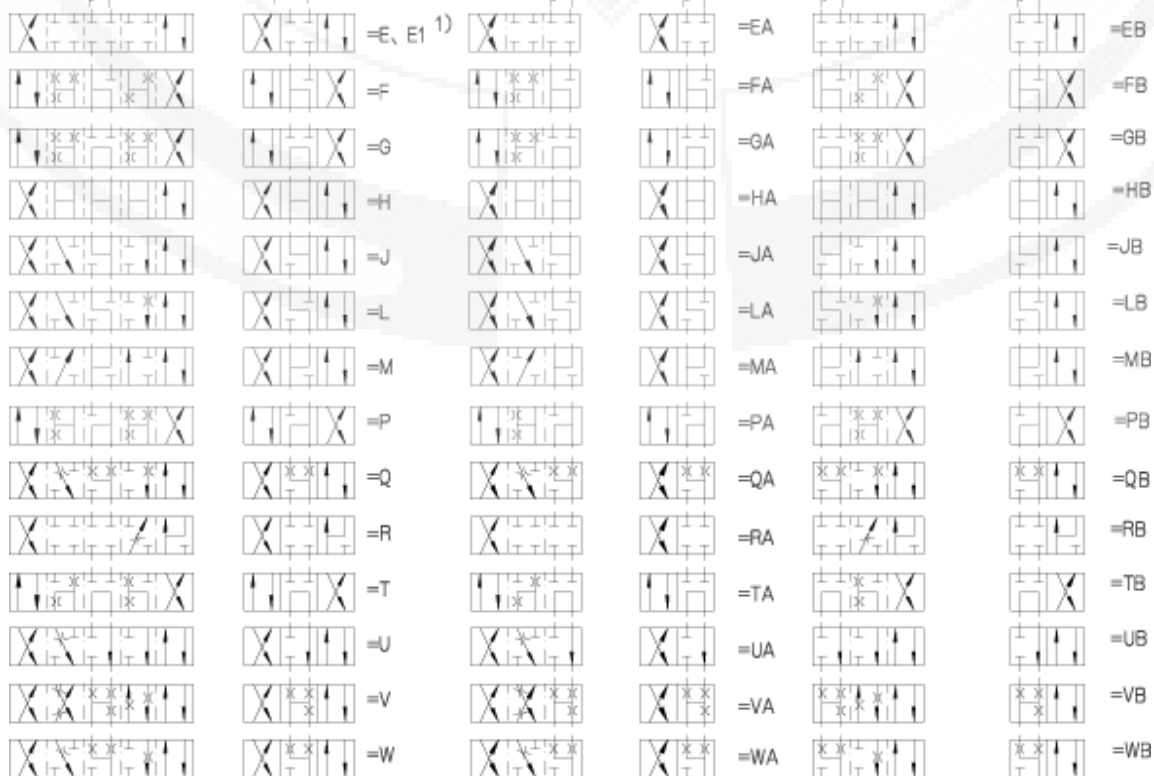 =E、E1 1) =EA =EB
=F =FA =FB
=G =GA =GB
=H =HA =HB
=J =JA =JB
=L =LA =LB
=M =MA =MB
=P =PA =PB
=Q =QA =QB
=R =RA =RB
=T =TA =TB
=U =UA =UB
=V =VA =VB
=W =WA =WB